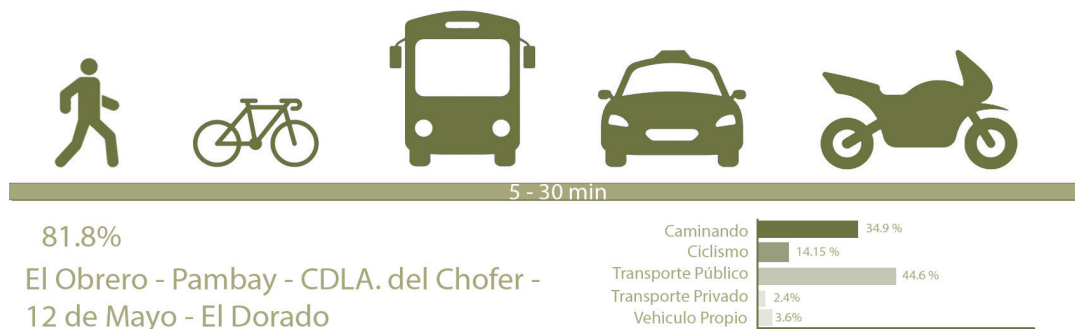 5 - 30 min
81.8%
El Obrero - Pambay - CDLA. del Chofer -
12 de Mayo - El Dorado
Caminando 34.9 %
Ciclismo 14.15 %
Transporte Público 44.6 %
Transporte Privado 2.4%
Vehiculo Propio 3.6%